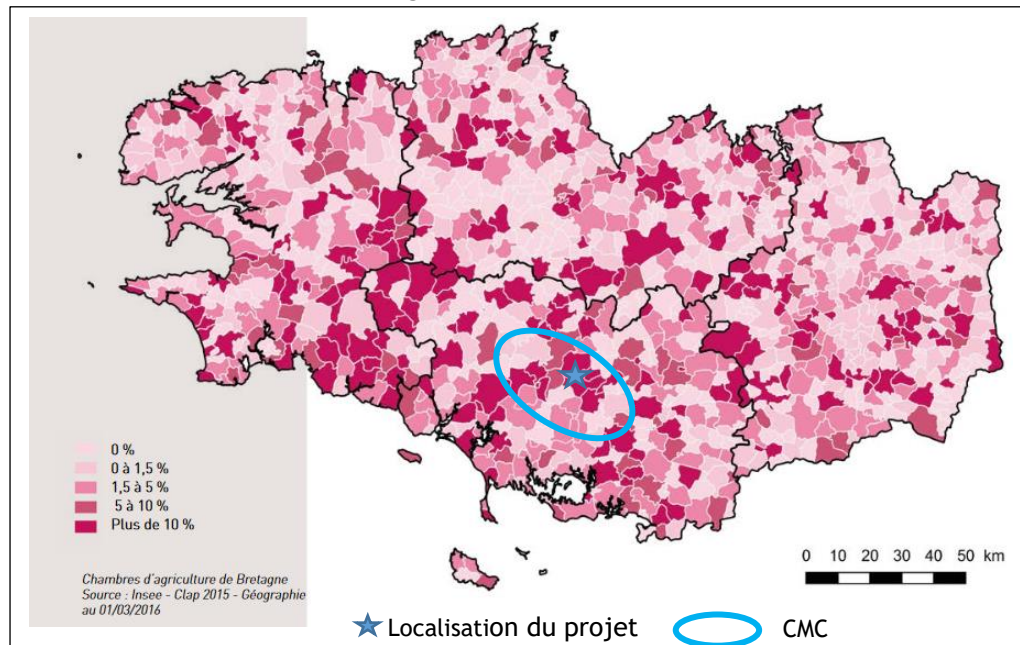 0 %
0 à 1,5 %
1,5 à 5 %
5 à 10 %
Plus de 10 %
Chambres d'agriculture de Bretagne
Source : Insee - Clap 2015 - Géographie
au 01/03/2016
0 10 20 30 40 50 km
Localisation du projet CMC